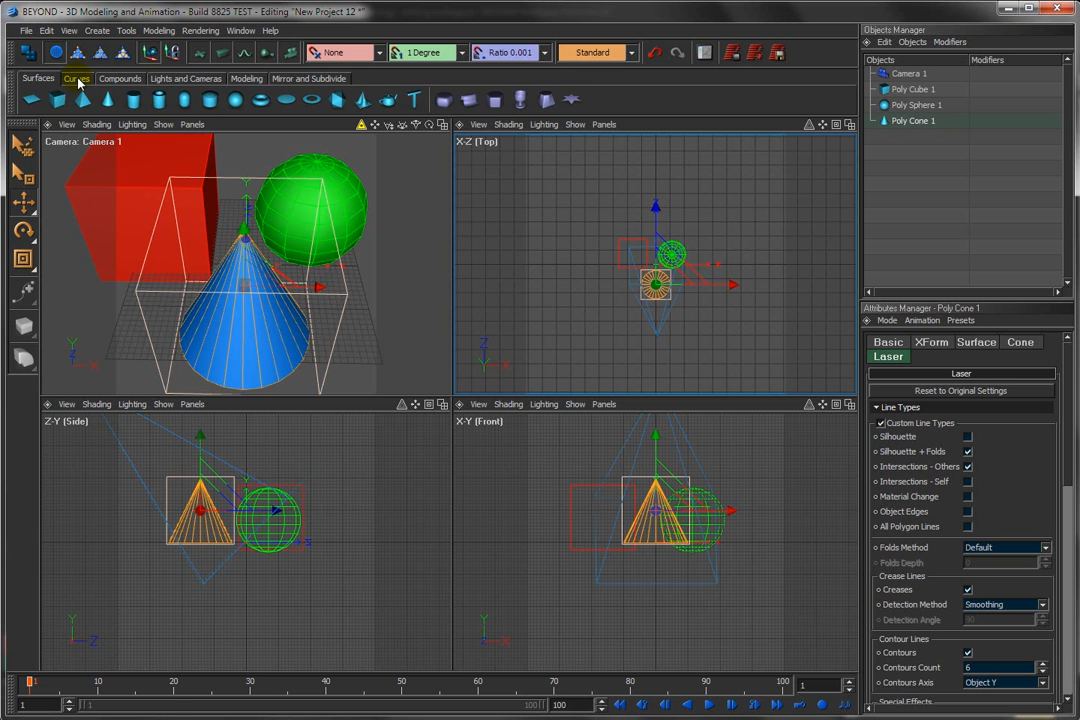 BEYOND - 3D Modeling and Animation - Build 8825 TEST - Editing "New Project 12 *"
File Edit View Create Tools Modeling Rendering Window Help
None 1 Degree Ratio 0.001 Standard
Surfaces Curves Compounds Lights and Cameras Modeling Mirror and Subdivide
View Shading Lighting Show Panels
Camera: Camera 1
Y
Z
X
View Shading Lighting Show Panels
X-Z (Top)
Z
Y X
View Shading Lighting Show Panels
Z-Y (Side)
Y
X Z
View Shading Lighting Show Panels
X-Y (Front)
Y
Z X
1 10 20 30 40 50 60 70 80 90 100 1
1 1 100 100
Objects Manager
Edit Objects Modifiers
Objects Modifiers
Camera 1
Poly Cube 1
Poly Sphere 1
Poly Cone 1
Attributes Manager - Poly Cone 1
Mode Animation Presets
Basic XForm Surface Cone
Laser
Laser
Reset to Original Settings
Line Types
Custom Line Types
Silhouette
Silhouette + Folds
Intersections - Others
Intersections - Self
Material Change
Object Edges
All Polygon Lines
Folds Method Default
Folds Depth 0
Crease Lines
Creases
Detection Method Smoothing
Detection Angle 90
Contour Lines
Contours
Contours Count 6
Contours Axis Object Y
Special Effects